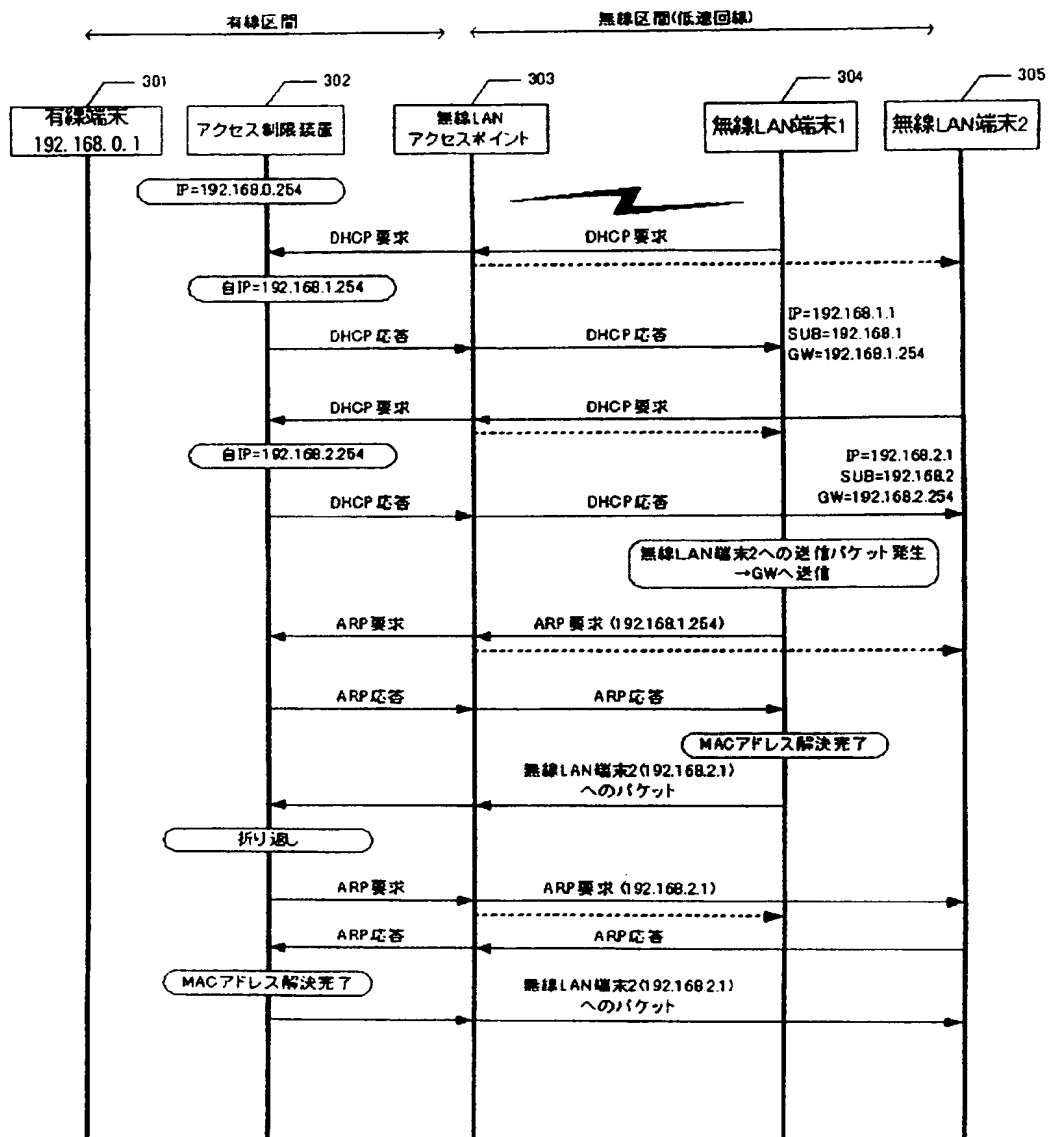 有線区間
無線区間(低速回線)
301
302
303
304
305
有線端末
192.168.0.1
アクセス制限装置
無線LAN
アクセスポイント
無線LAN端末1
無線LAN端末2
IP=192.168.0.254
DHCP要求
DHCP要求
自IP=192.168.1.254
DHCP応答
DHCP応答
IP=192.168.1.1
SUB=192.168.1
GW=192.168.1.254
DHCP要求
DHCP要求
自IP=192.168.2.254
IP=192.168.2.1
SUB=192.168.2
GW=192.168.2.254
DHCP応答
DHCP応答
無線LAN端末2への送信パケット発生
→GWへ送信
ARP要求
ARP要求(192.168.1.254)
ARP応答
ARP応答
MACアドレス解決完了
無線LAN端末2(192.168.2.1)
へのパケット
折り返し
ARP要求
ARP要求(192.168.2.1)
ARP応答
ARP応答
MACアドレス解決完了
無線LAN端末2(192.168.2.1)
へのパケット